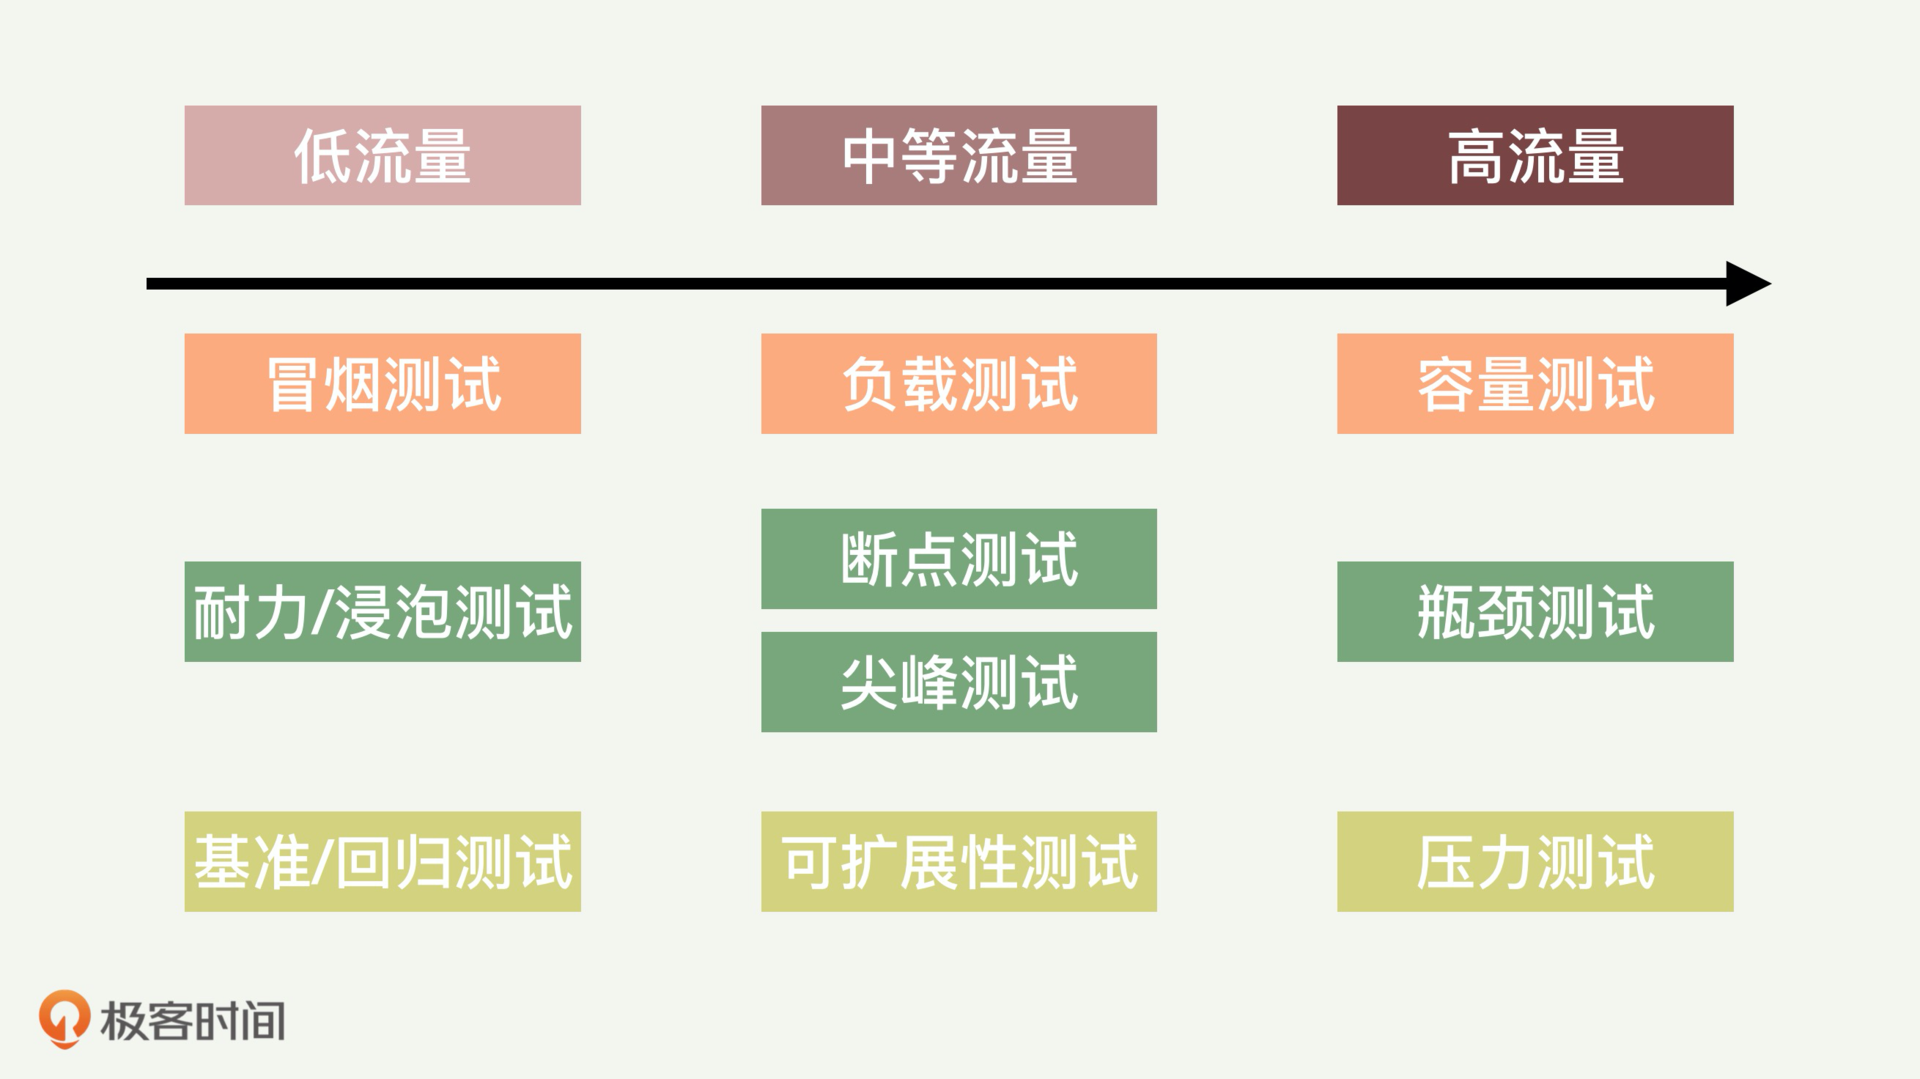 低流量
中等流量
高流量
冒烟测试
负载测试
容量测试
耐力/浸泡测试
断点测试
尖峰测试
瓶颈测试
基准/回归测试
可扩展性测试
压力测试
极客时间